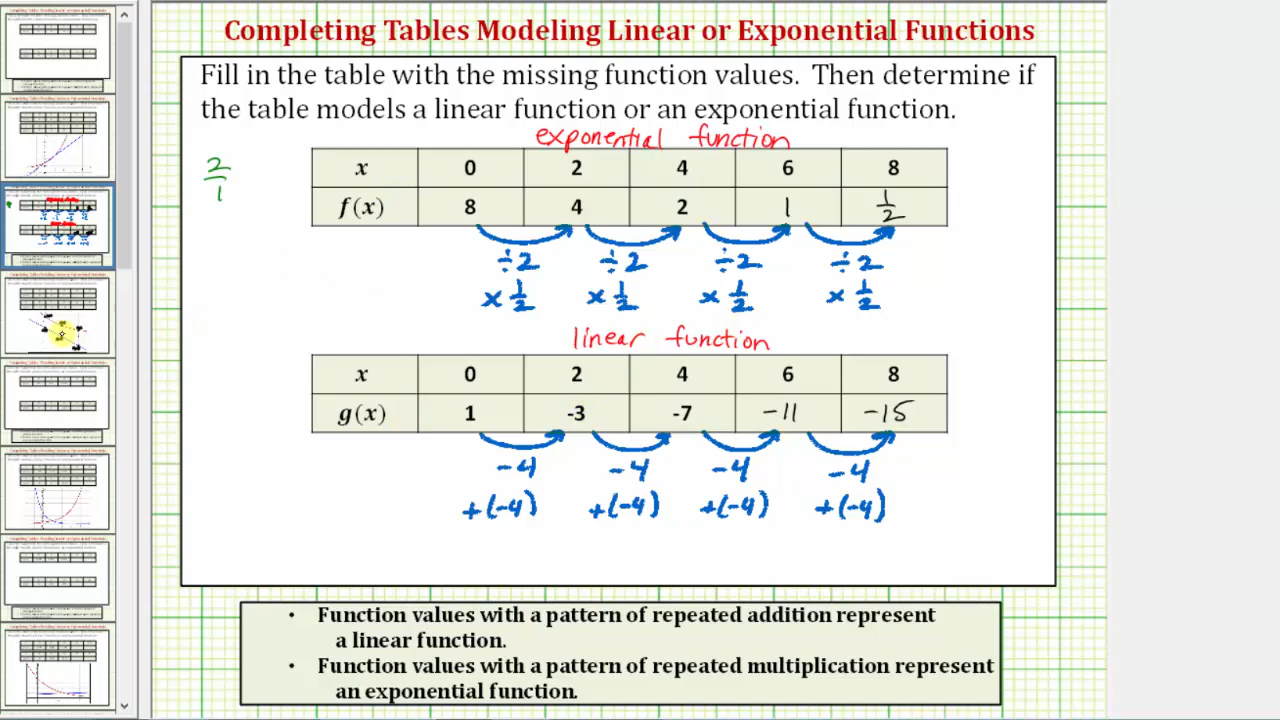 Completing Tables Modeling Linear or Exponential Functions
Fill in the table with the missing function values. Then determine if
the table models a linear function or an exponential function.
exponential function
2/1
x 0 2 4 6 8
f(x) 8 4 2 1 1/2
÷2 ÷2 ÷2 ÷2
x 1/2 x 1/2 x 1/2 x 1/2
linear function
x 0 2 4 6 8
g(x) 1 -3 -7 -11 -15
-4 -4 -4 -4
+(-4) +(-4) +(-4) +(-4)
• Function values with a pattern of repeated addition represent
a linear function.
• Function values with a pattern of repeated multiplication represent
an exponential function.